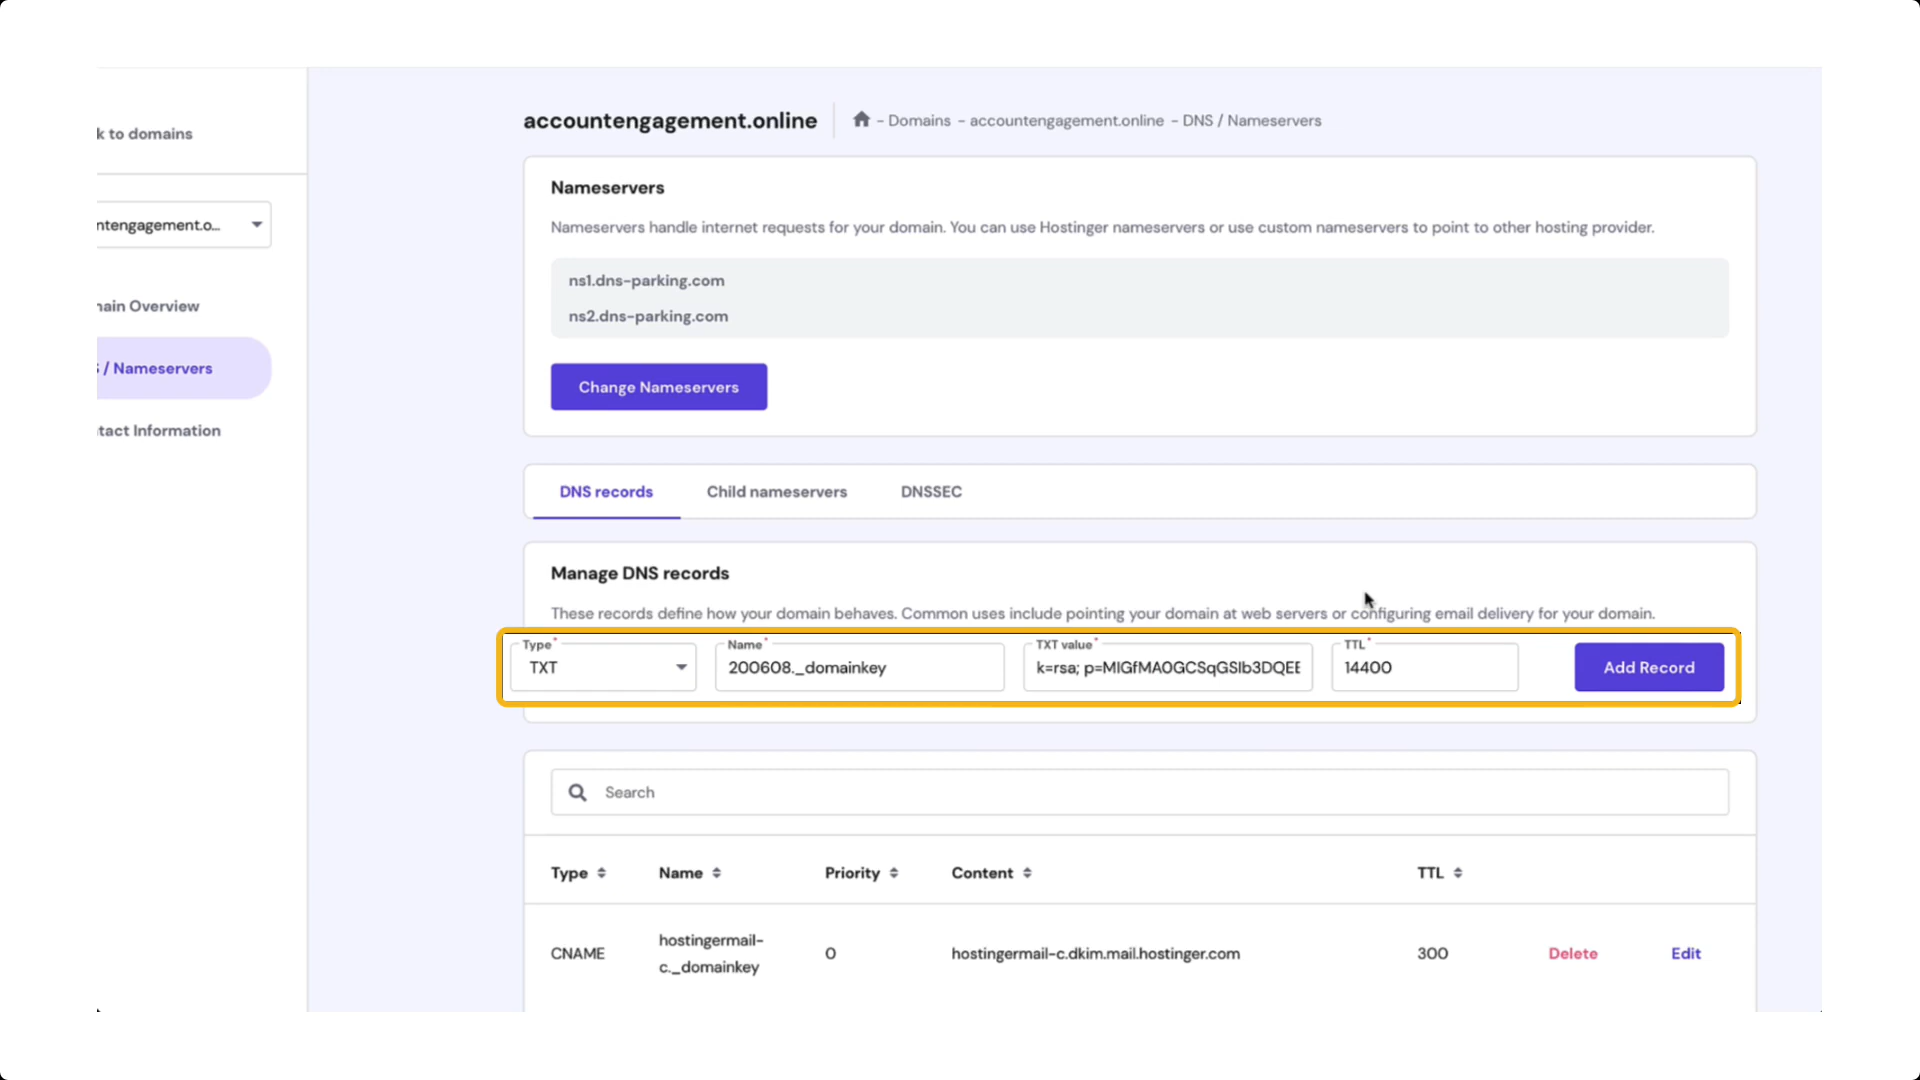 k to domains
ntengagement.o...
main Overview
/ Nameservers
tact Information
accountengagement.online
- Domains - accountengagement.online - DNS / Nameservers
Nameservers
Nameservers handle internet requests for your domain. You can use Hostinger nameservers or use custom nameservers to point to other hosting provider.
ns1.dns-parking.com
ns2.dns-parking.com
Change Nameservers
DNS records Child nameservers DNSSEC
Manage DNS records
These records define how your domain behaves. Common uses include pointing your domain at web servers or configuring email delivery for your domain.
Type* Name* TXT value* TTL*
TXT 200608._domainkey k=rsa; p=MIGfMA0GCSqGSIb3DQEE 14400 Add Record
Search
Type Name Priority Content TTL
CNAME hostingermail-
c._domainkey 0 hostingermail-c.dkim.mail.hostinger.com 300 Delete Edit